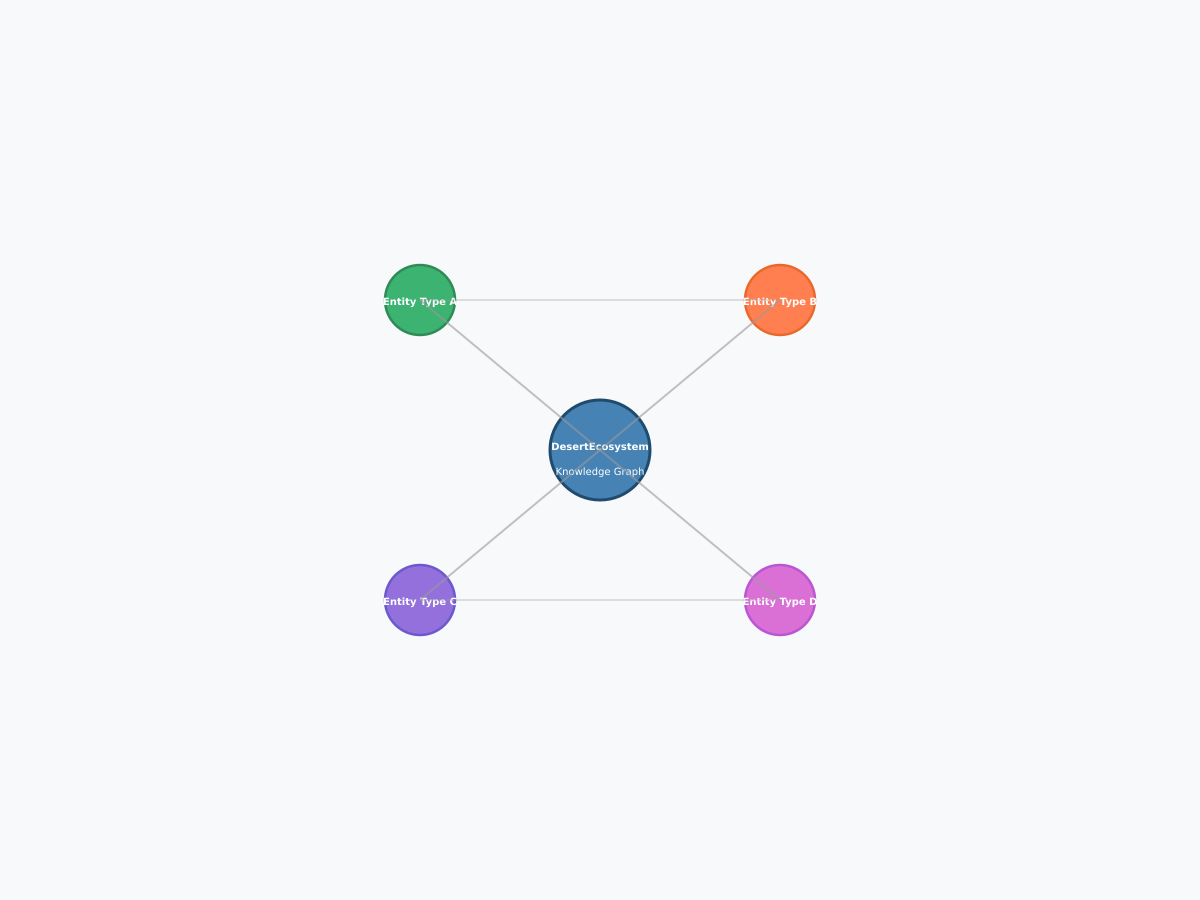 Entity Type A
Entity Type B
DesertEcosystem
Knowledge Graph
Entity Type C
Entity Type D